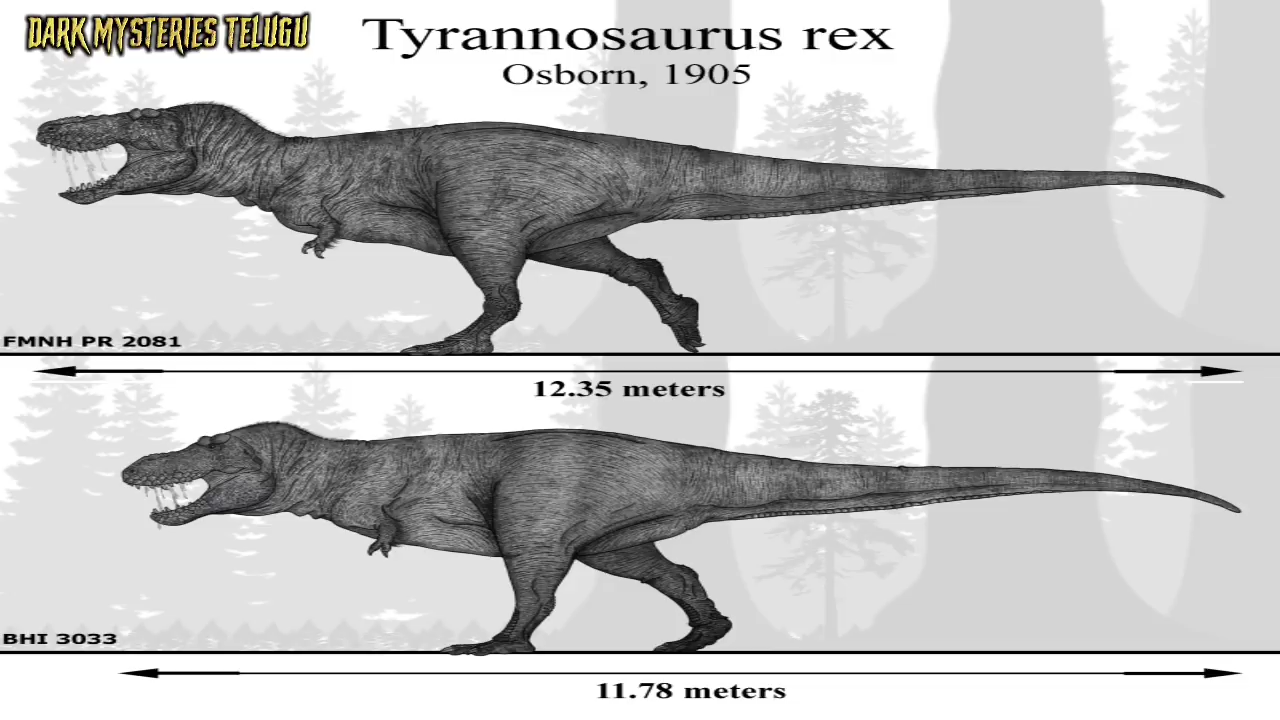 DARK MYSTERIES TELUGU
Tyrannosaurus rex
Osborn, 1905
FMNH PR 2081
12.35 meters
BHI 3033
11.78 meters